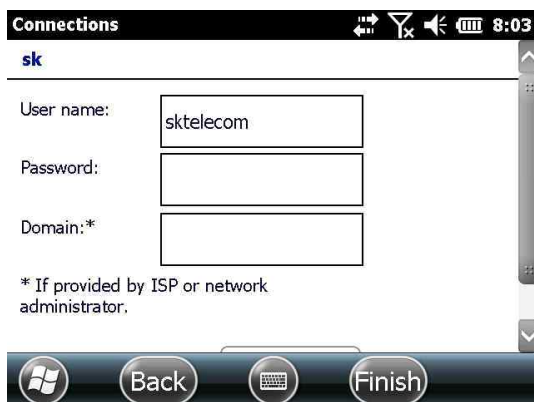 Connections 8:03
sk
User name: sktelecom
Password:
Domain:*
* If provided by ISP or network
administrator.
Back Finish